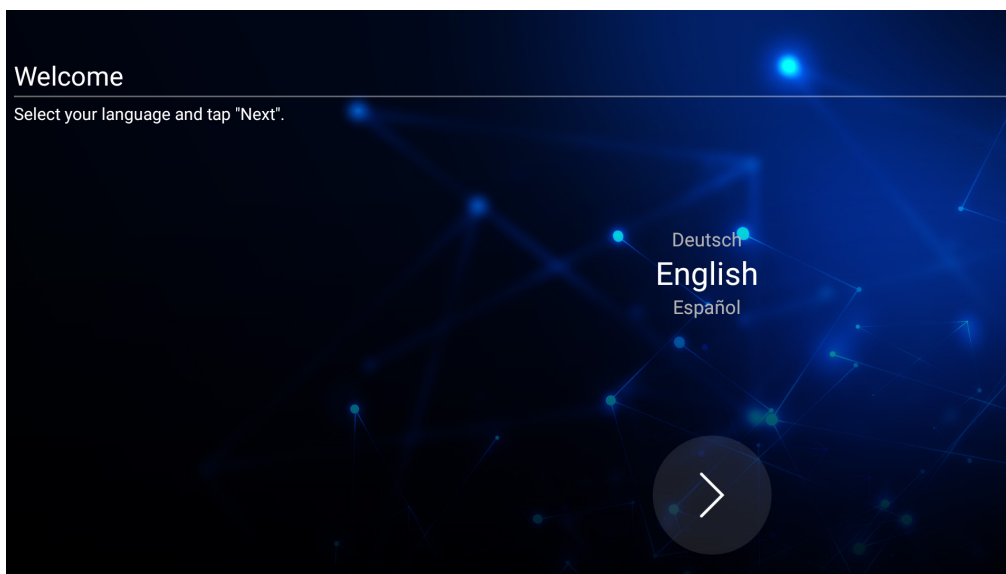 Welcome
Select your language and tap "Next".
Deutsch
English
Español